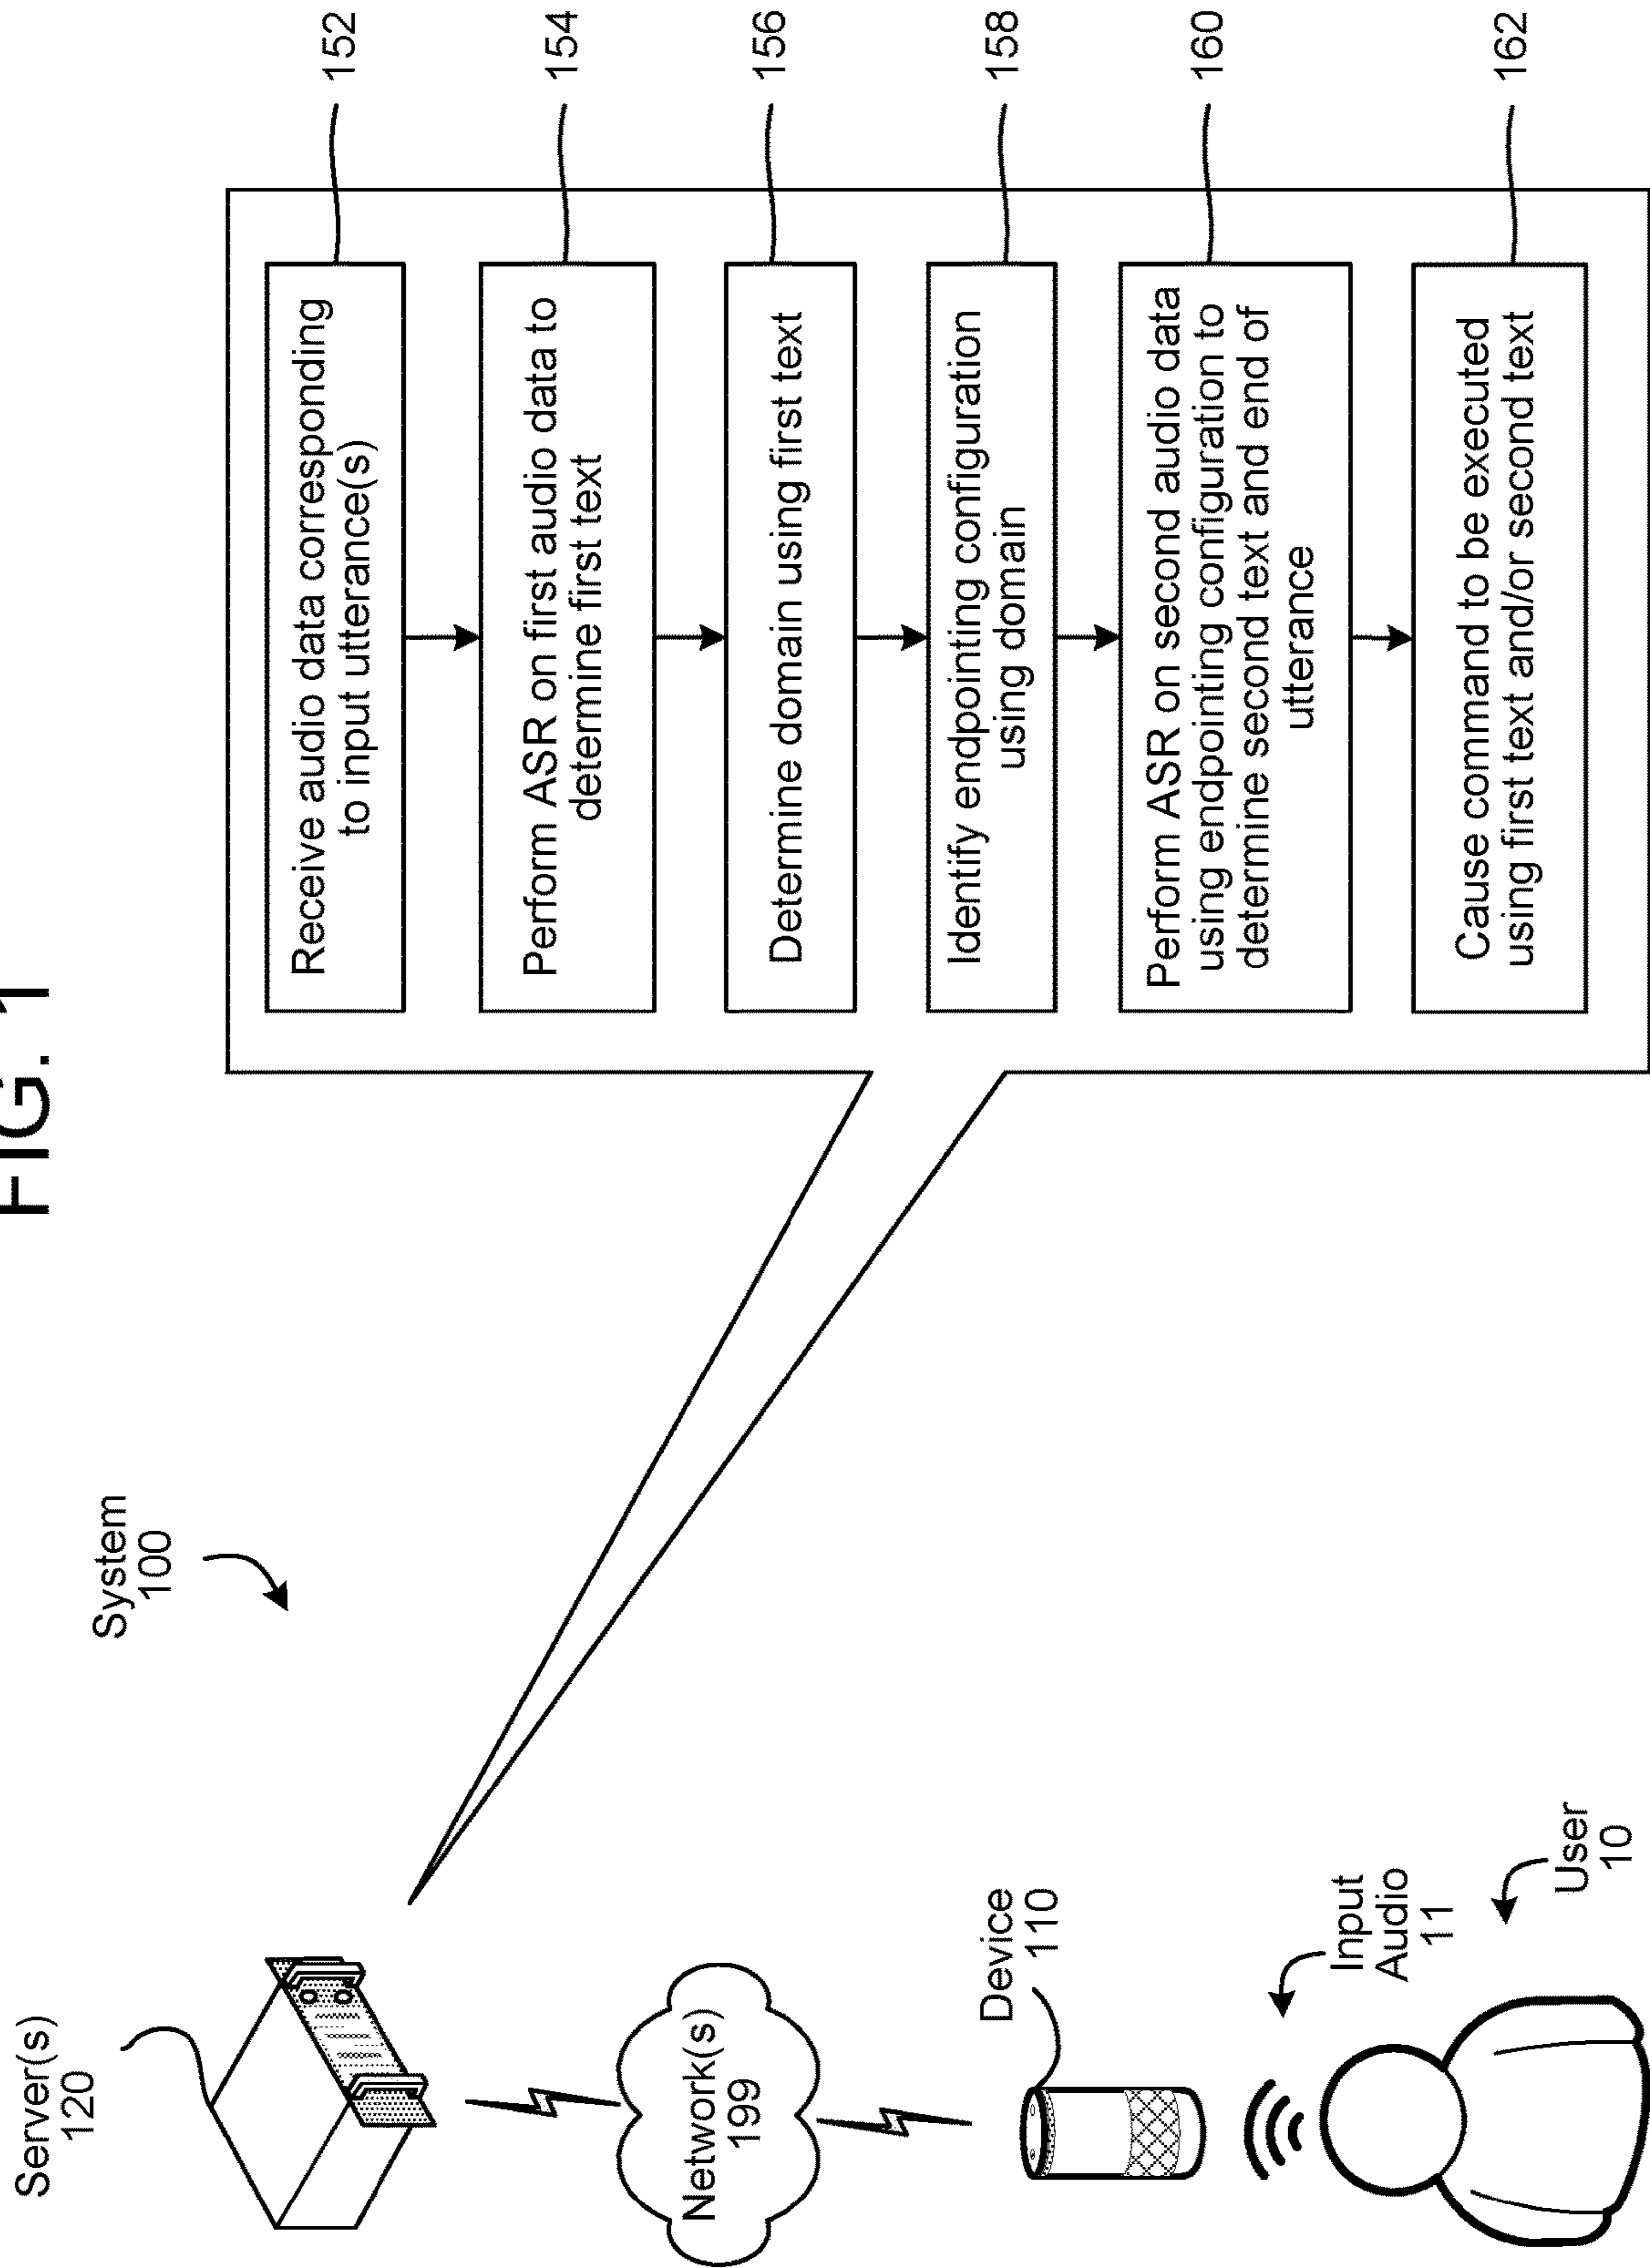 FIG. 1
System
100
Server(s)
120
Network(s)
199
Device
110
Input
Audio
11
User
10
Receive audio data corresponding
to input utterance(s)
152
Perform ASR on first audio data to
determine first text
154
Determine domain using first text
156
Identify endpointing configuration
using domain
158
Perform ASR on second audio data
using endpointing configuration to
determine second text and end of
utterance
160
Cause command to be executed
using first text and/or second text
162